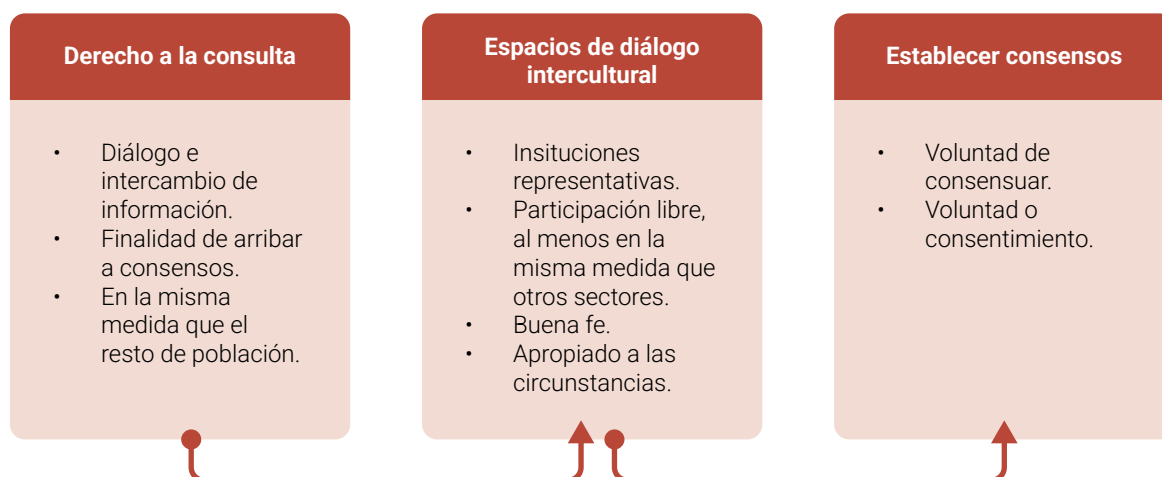 Derecho a la consulta
• Diálogo e
intercambio de
información.
• Finalidad de arribar
a consensos.
• En la misma
medida que el
resto de población.
Espacios de diálogo
intercultural
• Insituciones
representativas.
• Participación libre,
al menos en la
misma medida que
otros sectores.
• Buena fe.
• Apropiado a las
circunstancias.
Establecer consensos
• Voluntad de
consensuar.
• Voluntad o
consentimiento.